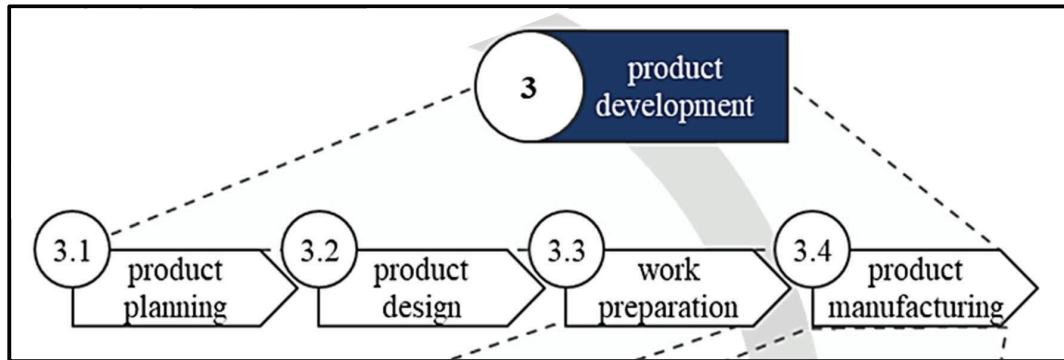 3
product
development
3.1
product
planning
3.2
product
design
3.3
work
preparation
3.4
product
manufacturing